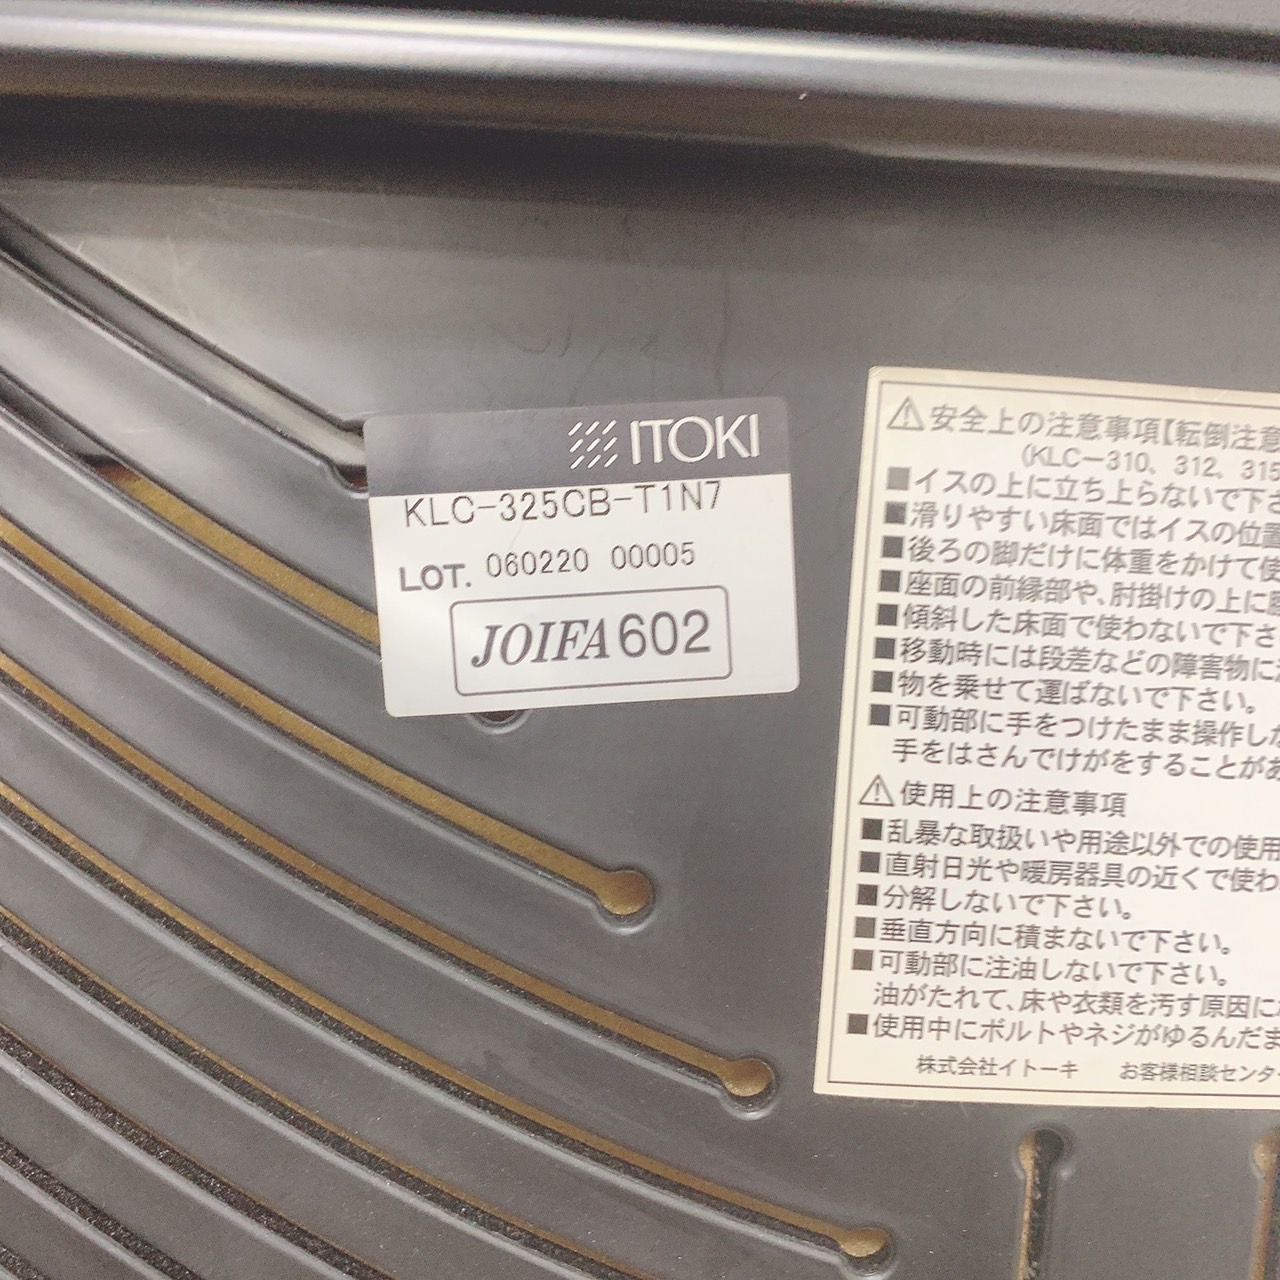 ITOKI
KLC-325CB-T1N7
LOT. 060220 00005
JOIFA602
⚠安全上の注意事項【転倒注意
(KLC-310、312、315
■イスの上に立ち上らないで下さ
■滑りやすい床面ではイスの位置
■後ろの脚だけに体重をかけて使
■座面の前縁部や、肘掛けの上に
■傾斜した床面で使わないで下さ
■移動時には段差などの障害物に
■物を乗せて運ばないで下さい。
■可動部に手をつけたまま操作し
手をはさんでけがをすることが
⚠使用上の注意事項
■乱暴な取扱いや用途以外での使用
■直射日光や暖房器具の近くで使わ
■分解しないで下さい。
■垂直方向に積まないで下さい。
■可動部に注油しないで下さい。
油がたれて、床や衣類を汚す原因に
■使用中にボルトやネジがゆるんだま
株式会社イトーキ お客様相談センター